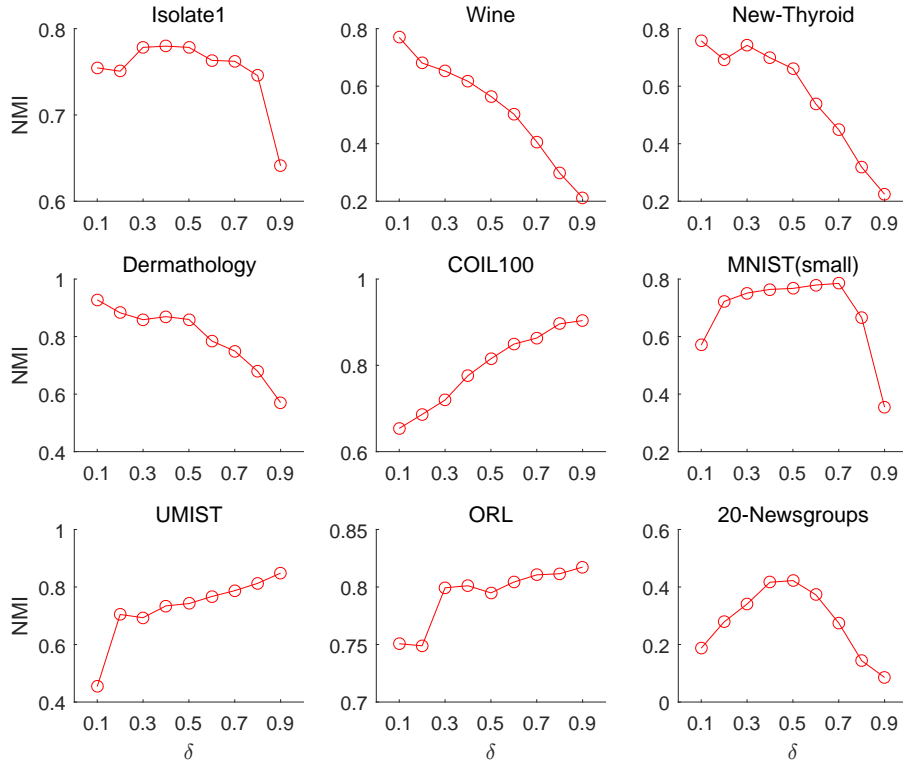 Isolate1 Wine New-Thyroid
0.8 0.8 0.8
NMI 0.7 0.6 0.6
0.4 0.4
0.6 0.2 0.2
0.1 0.3 0.5 0.7 0.9 0.1 0.3 0.5 0.7 0.9 0.1 0.3 0.5 0.7 0.9
Dermathology COIL100 MNIST(small)
1 1 0.8
NMI 0.8 0.8 0.6
0.6 0.4
0.4 0.6 0.2
0.1 0.3 0.5 0.7 0.9 0.1 0.3 0.5 0.7 0.9 0.1 0.3 0.5 0.7 0.9
UMIST ORL 20-Newsgroups
1 0.85 0.6
NMI 0.8 0.8 0.4
0.6 0.75 0.2
0.4 0.7 0
0.1 0.3 0.5 0.7 0.9 0.1 0.3 0.5 0.7 0.9 0.1 0.3 0.5 0.7 0.9
δ δ δ